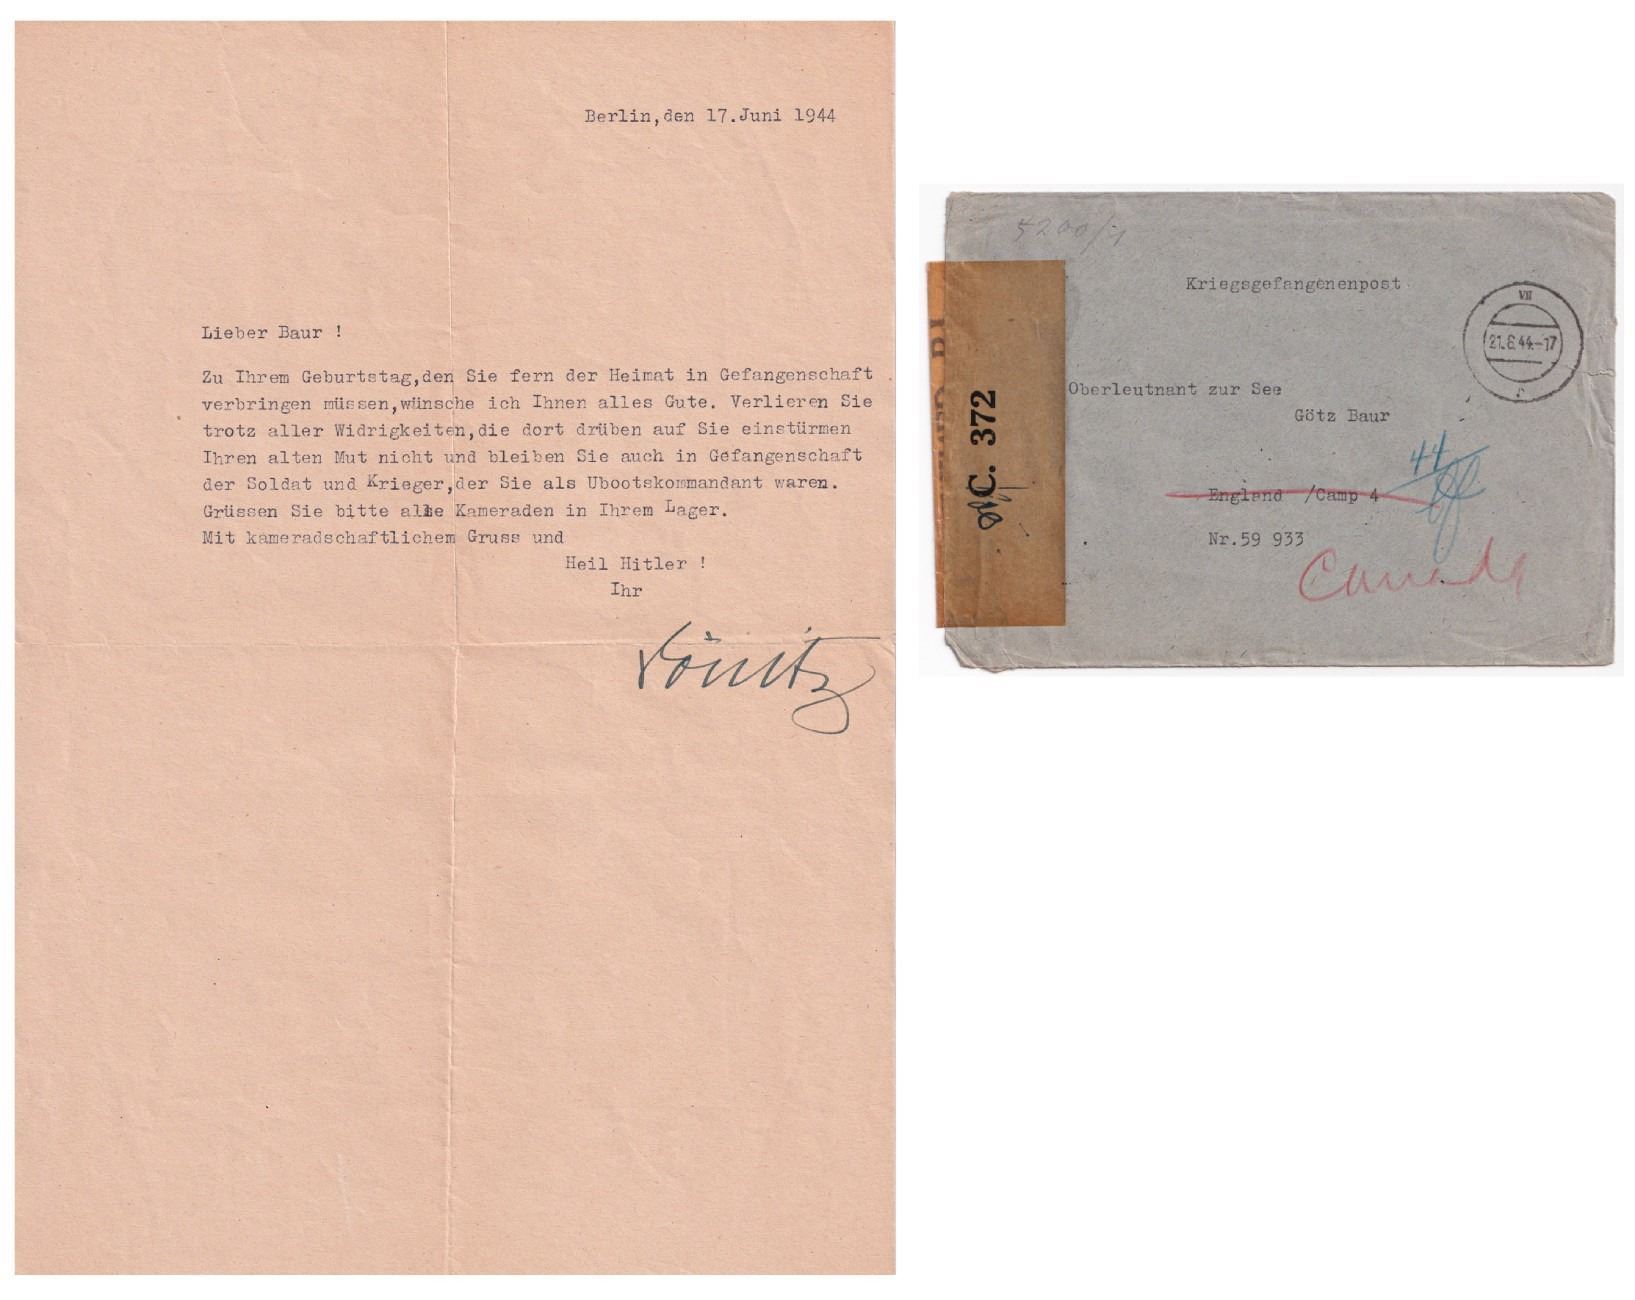 Berlin,den 17.Juni 1944
Lieber Baur !
Zu Ihrem Geburtstag,den Sie fern der Heimat in Gefangenschaft
verbringen müssen,wünsche ich Ihnen alles Gute. Verlieren Sie
trotz aller Widrigkeiten,die dort drüben auf Sie einstürmen
Ihren alten Mut nicht und bleiben Sie auch in Gefangenschaft
der Soldat und Krieger,der Sie als Ubootskommandant waren.
Grüssen Sie bitte alle Kameraden in Ihrem Lager.
Mit kameradschaftlichem Gruss und
Heil Hitler !
Ihr
Dönitz
5200/1
Kriegsgefangenenpost
VII
21.6.44.-17
Oberleutnant zur See
Götz Baur
44
England /Camp 4
Nr.59 933
Canada
C. 372